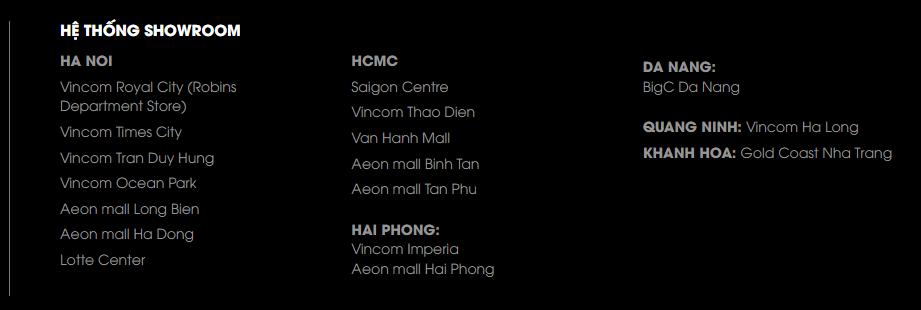 HỆ THỐNG SHOWROOM
HA NOI
Vincom Royal City (Robins
Department Store)
Vincom Times City
Vincom Tran Duy Hung
Vincom Ocean Park
Aeon mall Long Bien
Aeon mall Ha Dong
Lotte Center
HCMC
Saigon Centre
Vincom Thao Dien
Van Hanh Mall
Aeon mall Binh Tan
Aeon mall Tan Phu
HAI PHONG:
Vincom Imperia
Aeon mall Hai Phong
DA NANG:
BigC Da Nang
QUANG NINH: Vincom Ha Long
KHANH HOA: Gold Coast Nha Trang